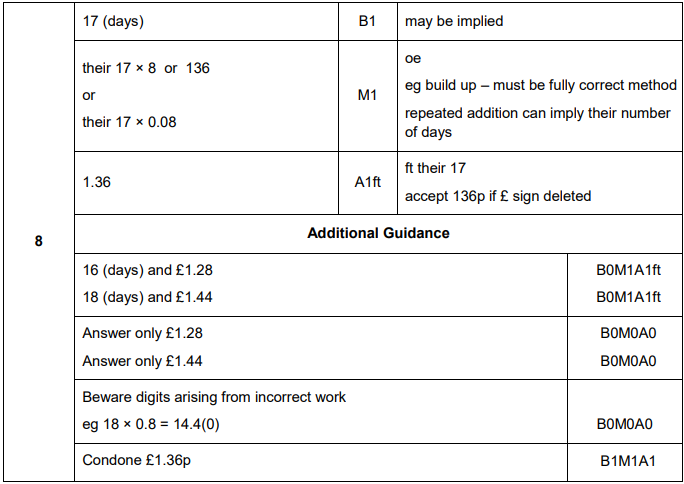 8
17 (days) B1 may be implied
their 17 × 8 or 136
or
their 17 × 0.08
M1
oe
eg build up – must be fully correct method
repeated addition can imply their number
of days
1.36
A1ft
ft their 17
accept 136p if £ sign deleted
Additional Guidance
16 (days) and £1.28 B0M1A1ft
18 (days) and £1.44 B0M1A1ft
Answer only £1.28 B0M0A0
Answer only £1.44 B0M0A0
Beware digits arising from incorrect work
eg 18 × 0.8 = 14.4(0) B0M0A0
Condone £1.36p B1M1A1